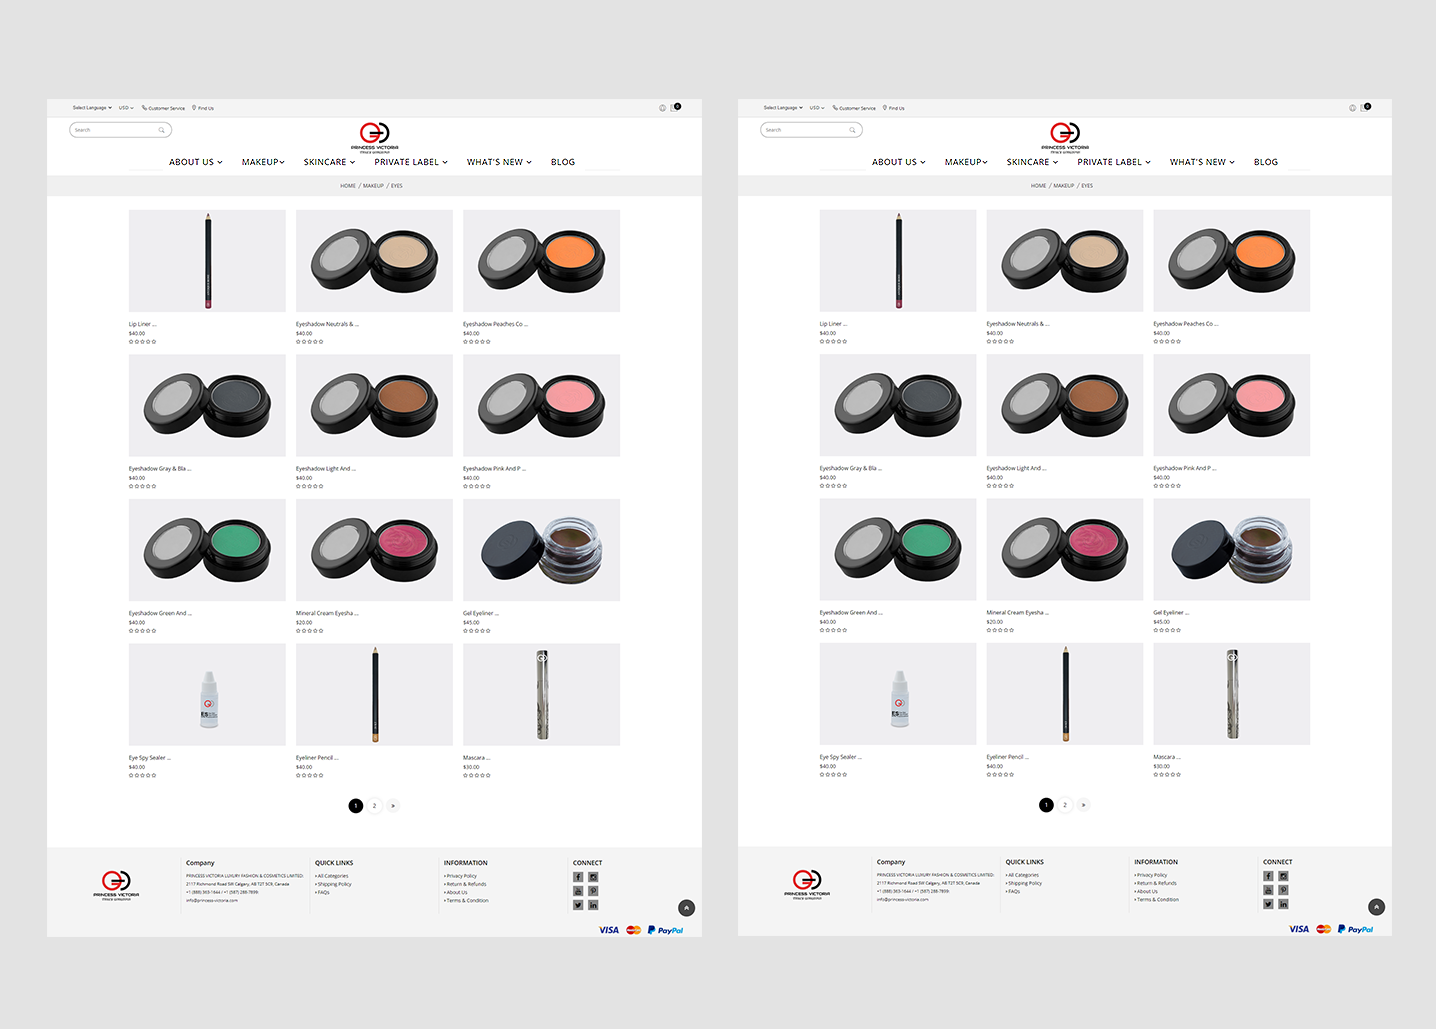 Select Language USD Customer Service Find Us 0
Search
PRINCESS VICTORIA
ABOUT US MAKEUP SKINCARE PRIVATE LABEL WHAT'S NEW BLOG
HOME / MAKEUP / EYES
Lip Liner ... Eyeshadow Neutrals & ... Eyeshadow Peaches Co ...
$40.00 $40.00 $40.00
Eyeshadow Gray & Bla ... Eyeshadow Light And ... Eyeshadow Pink And P ...
$40.00 $40.00 $40.00
Eyeshadow Green And ... Mineral Cream Eyesha ... Gel Eyeliner ...
$40.00 $20.00 $45.00
ES
Eye Spy Sealer ... Eyeliner Pencil ... Mascara ...
$40.00 $40.00 $30.00
1 2 »
Company QUICK LINKS INFORMATION CONNECT
PRINCESS VICTORIA LUXURY FASHION & COSMETICS LIMITED: › All Categories › Privacy Policy
2117 Richmond Road SW Calgary, AB T2T 5C9, Canada › Shipping Policy › Return & Refunds
+1 (888) 363-1644 / +1 (587) 288-7899- › FAQs › About Us
info@princess-victoria.com › Terms & Condition
PRINCESS VICTORIA
VISA MasterCard PayPal
Select Language USD Customer Service Find Us 0
Search
PRINCESS VICTORIA
ABOUT US MAKEUP SKINCARE PRIVATE LABEL WHAT'S NEW BLOG
HOME / MAKEUP / EYES
Lip Liner ... Eyeshadow Neutrals & ... Eyeshadow Peaches Co ...
$40.00 $40.00 $40.00
Eyeshadow Gray & Bla ... Eyeshadow Light And ... Eyeshadow Pink And P ...
$40.00 $40.00 $40.00
Eyeshadow Green And ... Mineral Cream Eyesha ... Gel Eyeliner ...
$40.00 $20.00 $45.00
ES
Eye Spy Sealer ... Eyeliner Pencil ... Mascara ...
$40.00 $40.00 $30.00
1 2 »
Company QUICK LINKS INFORMATION CONNECT
PRINCESS VICTORIA LUXURY FASHION & COSMETICS LIMITED: › All Categories › Privacy Policy
2117 Richmond Road SW Calgary, AB T2T 5C9, Canada › Shipping Policy › Return & Refunds
+1 (888) 363-1644 / +1 (587) 288-7899- › FAQs › About Us
info@princess-victoria.com › Terms & Condition
PRINCESS VICTORIA
VISA MasterCard PayPal